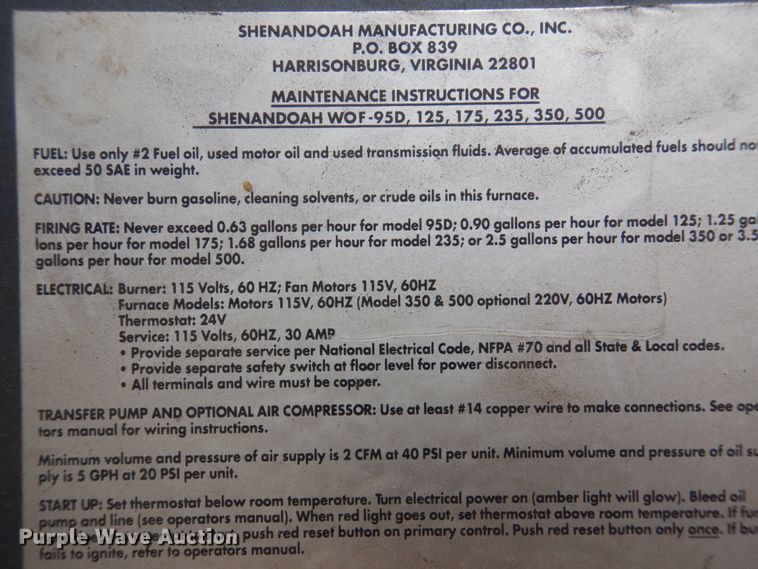 SHENANDOAH MANUFACTURING CO., INC.
P.O. BOX 839
HARRISONBURG, VIRGINIA 22801
MAINTENANCE INSTRUCTIONS FOR
SHENANDOAH WOF-95D, 125, 175, 235, 350, 500
FUEL: Use only #2 Fuel oil, used motor oil and used transmission fluids. Average of accumulated fuels should no
exceed 50 SAE in weight.
CAUTION: Never burn gasoline, cleaning solvents, or crude oils in this furnace.
FIRING RATE: Never exceed 0.63 gallons per hour for model 95D; 0.90 gallons per hour for model 125; 1.25 gal
lons per hour for model 175; 1.68 gallons per hour for model 235; or 2.5 gallons per hour for model 350 or 3.5
gallons per hour for model 500.
ELECTRICAL: Burner: 115 Volts, 60 HZ; Fan Motors 115V, 60HZ
Furnace Models: Motors 115V, 60HZ (Model 350 & 500 optional 220V, 60HZ Motors)
Thermostat: 24V
Service: 115 Volts, 60HZ, 30 AMP
• Provide separate service per National Electrical Code, NFPA #70 and all State & Local codes.
• Provide separate safety switch at floor level for power disconnect.
• All terminals and wire must be copper.
TRANSFER PUMP AND OPTIONAL AIR COMPRESSOR: Use at least #14 copper wire to make connections. See ope
tors manual for wiring instructions.
Minimum volume and pressure of air supply is 2 CFM at 40 PSI per unit. Minimum volume and pressure of oil su
ply is 5 GPH at 20 PSI per unit.
START UP: Set thermostat below room temperature. Turn electrical power on (amber light will glow). Bleed oil
pump and line (see operators manual). When red light goes out, set thermostat above room temperature. If fur
push red reset button on primary control. Push red reset button only once. If bu
fails to ignite, refer to operators manual.
Purple Wave Auction